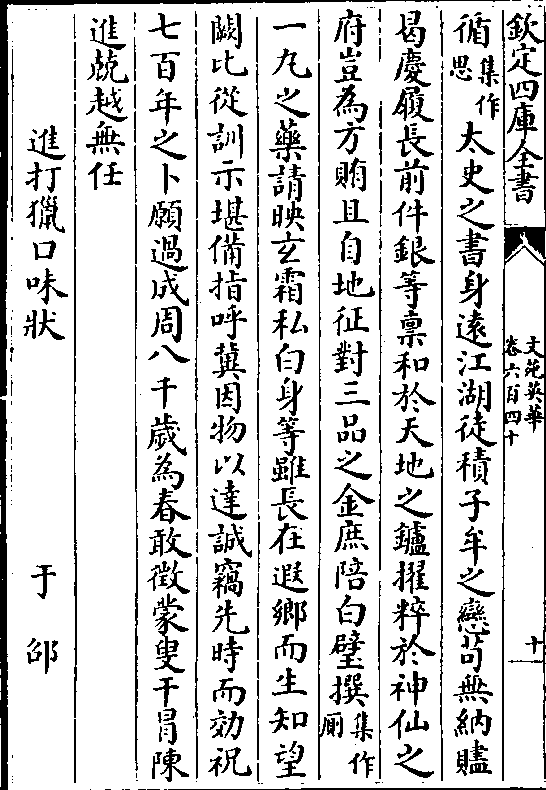 欽定四庫全書
文苑英華
卷六百四十
十一
循集作思太史之書身遠江湖徒積子牟之戀苟無納贐
曷慶履長前件銀等禀和於天地之鑪擢粹於神仙之
府豈為方賄且自地征對三品之金庶陪白璧撰集作厠
一丸之藥請映玄霜私白身等雖長在遐鄉而生知望
闕比從訓示堪備指呼冀因物以達誠竊先時而効祝
七百年之卜願過成周八千歲為春敢徴蒙叟干冒陳
進兢越無任
進打獵口味狀 于邵